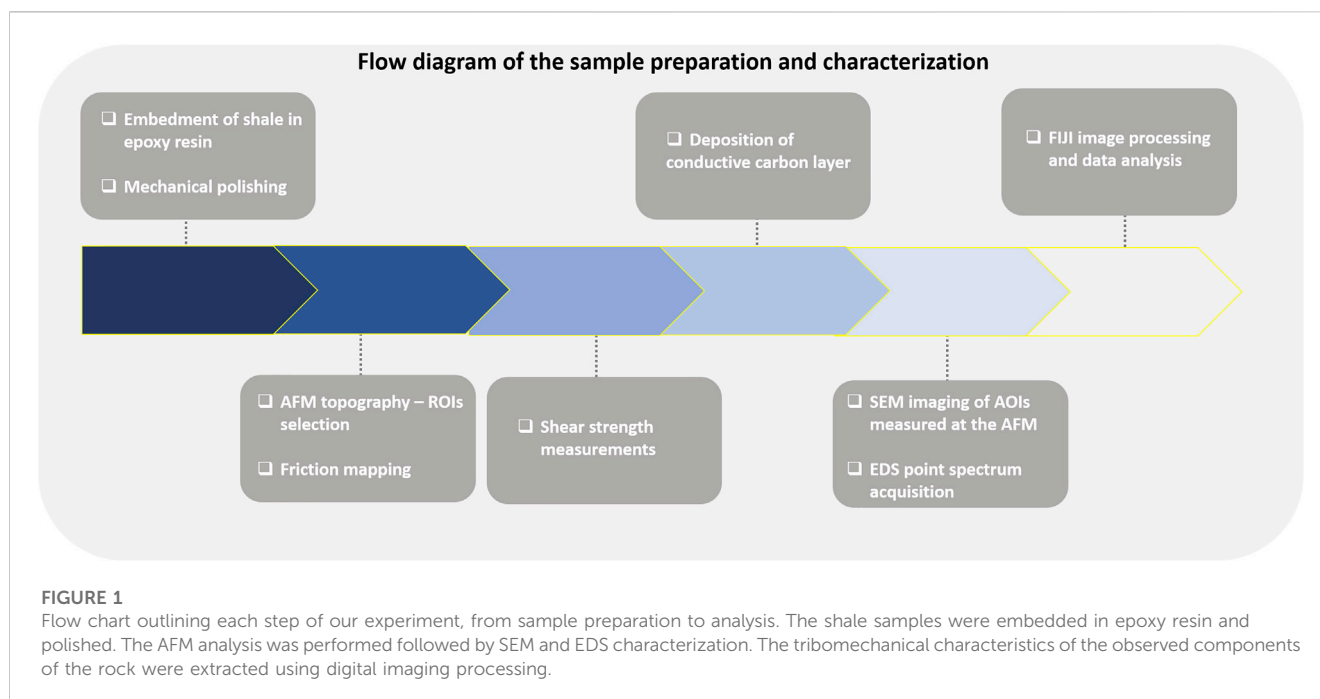 Flow diagram of the sample preparation and characterization
❑ Embedment of shale in
epoxy resin
❑ Mechanical polishing
❑ Deposition of
conductive carbon layer
❑ FIJI image processing
and data analysis
❑ AFM topography – ROIs
selection
❑ Friction mapping
❑ Shear strength
measurements
❑ SEM imaging of AOIs
measured at the AFM
❑ EDS point spectrum
acquisition
FIGURE 1
Flow chart outlining each step of our experiment, from sample preparation to analysis. The shale samples were embedded in epoxy resin and
polished. The AFM analysis was performed followed by SEM and EDS characterization. The tribomechanical characteristics of the observed components
of the rock were extracted using digital imaging processing.